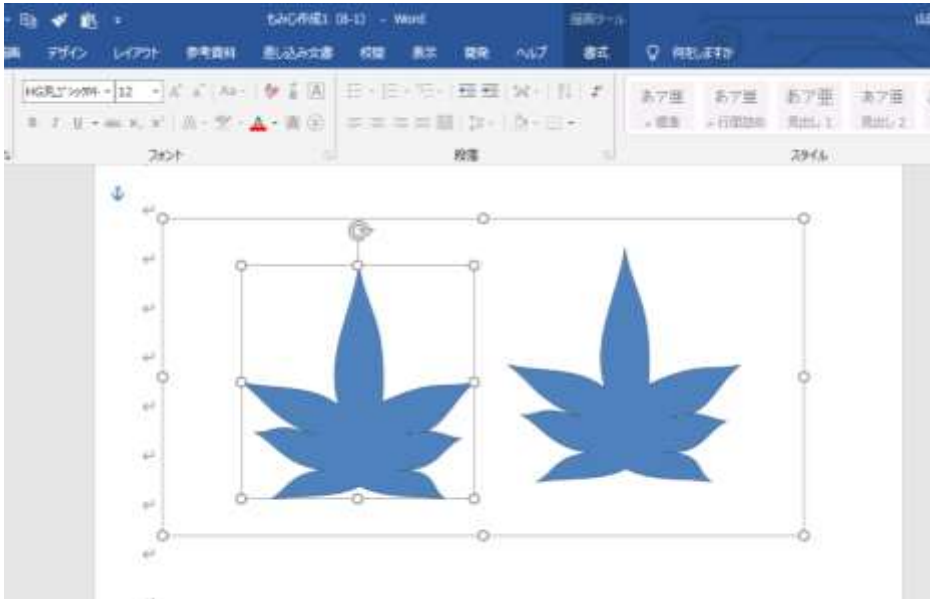 もみじ作成1 (8-1) - Word
描画ツール
デザイン レイアウト 参考資料 差し込み文書 校閲 表示 開発 ヘルプ 書式 何をしますか
12 Aa
B I U
フォント 段落 スタイル
あア亜 あア亜 あア亜 あア亜
標準 行間詰め 見出し 1 見出し 2